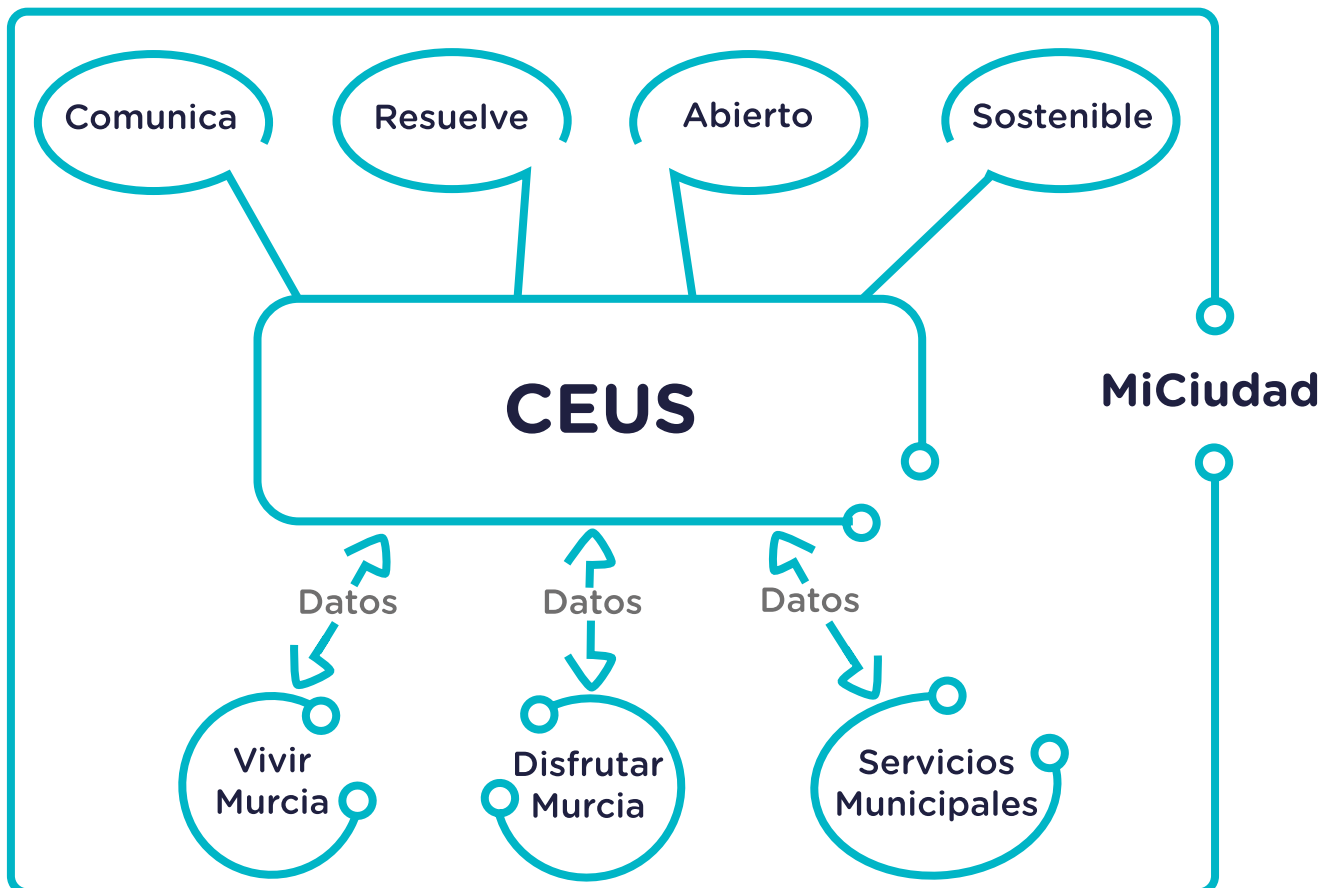 Comunica
Resuelve
Abierto
Sostenible
CEUS
MiCiudad
Datos
Datos
Datos
Vivir
Murcia
Disfrutar
Murcia
Servicios
Municipales